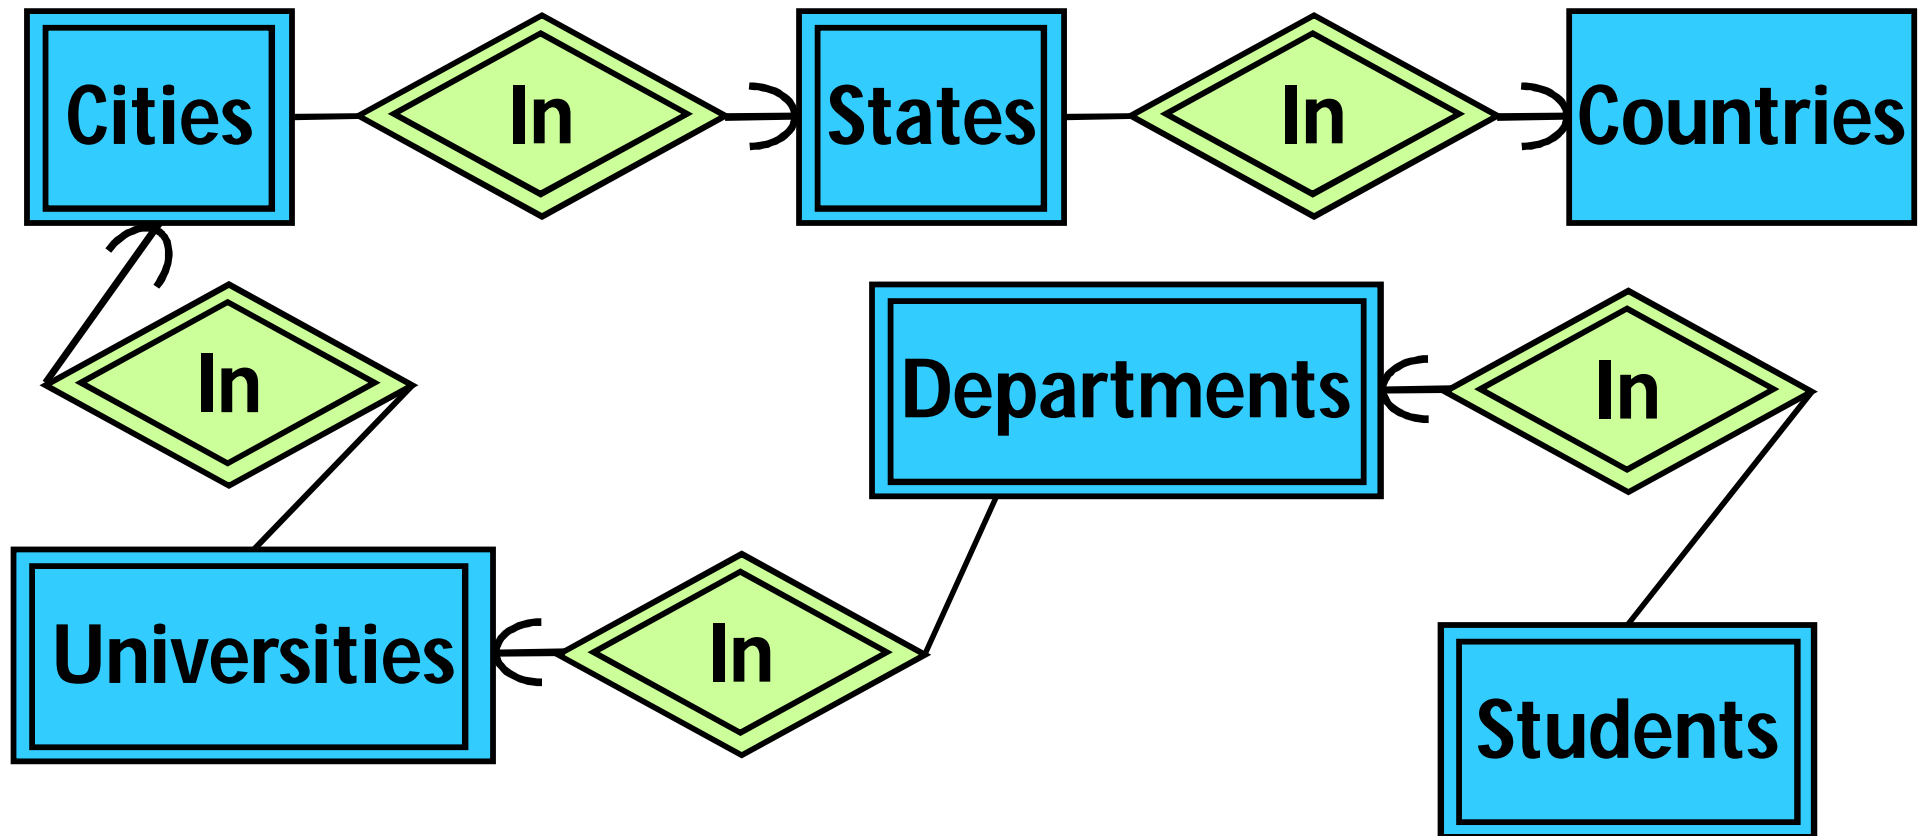 Cities
In
States
In
Countries
In
Departments
In
Universities
In
Students